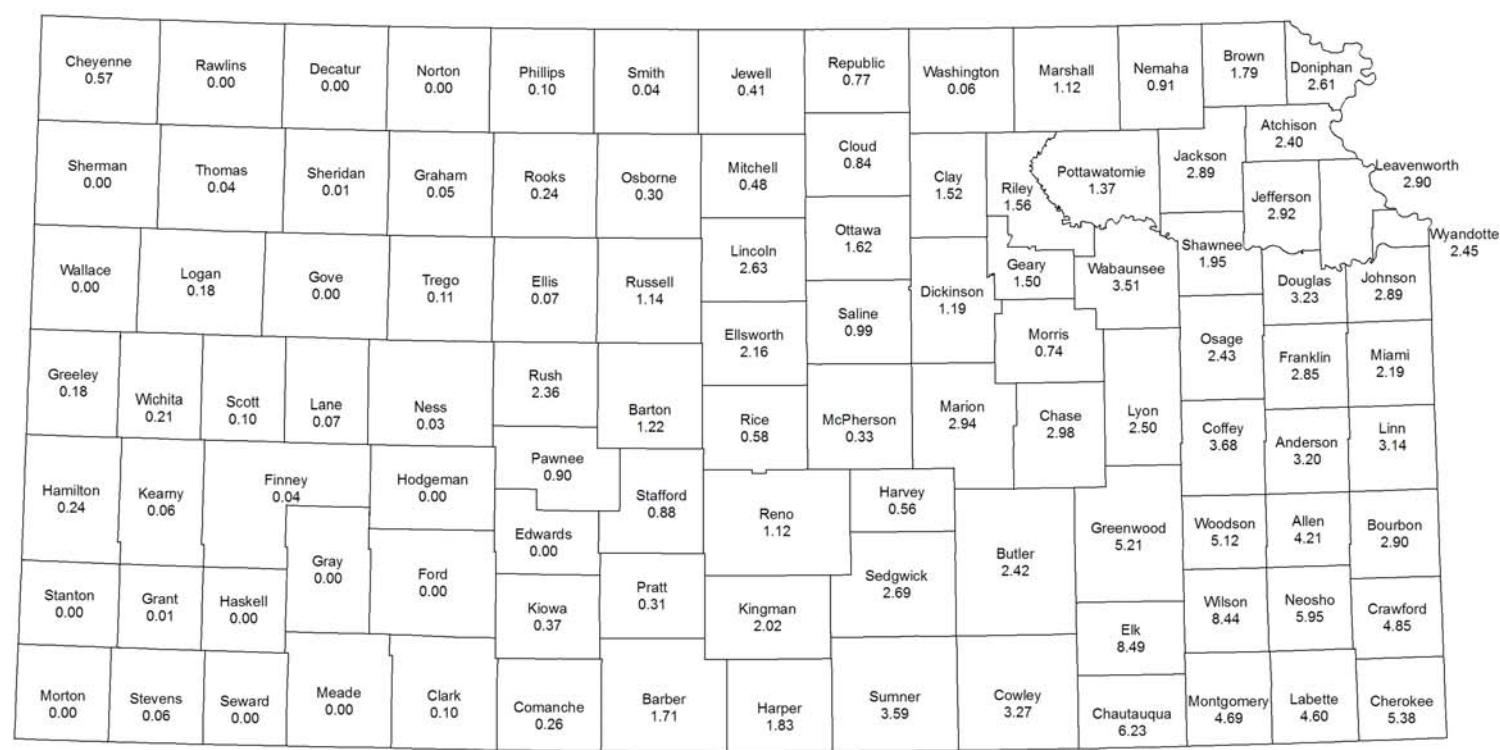 Cheyenne
0.57
Rawlins
0.00
Decatur
0.00
Norton
0.00
Phillips
0.10
Smith
0.04
Jewell
0.41
Republic
0.77
Washington
0.06
Marshall
1.12
Nemaha
0.91
Brown
1.79
Doniphan
2.61
Sherman
0.00
Thomas
0.04
Sheridan
0.01
Graham
0.05
Rooks
0.24
Osborne
0.30
Mitchell
0.48
Cloud
0.84
Clay
1.52
Riley
1.56
Pottawatomie
1.37
Jackson
2.89
Atchison
2.40
Jefferson
2.92
Leavenworth
2.90
Wyandotte
2.45
Wallace
0.00
Logan
0.18
Gove
0.00
Trego
0.11
Ellis
0.07
Russell
1.14
Lincoln
2.63
Ottawa
1.62
Saline
0.99
Dickinson
1.19
Geary
1.50
Wabaunsee
3.51
Shawnee
1.95
Douglas
3.23
Johnson
2.89
Greeley
0.18
Wichita
0.21
Scott
0.10
Lane
0.07
Ness
0.03
Rush
2.36
Barton
1.22
Ellsworth
2.16
Rice
0.58
McPherson
0.33
Marion
2.94
Morris
0.74
Chase
2.98
Lyon
2.50
Osage
2.43
Franklin
2.85
Miami
2.19
Coffey
3.68
Anderson
3.20
Linn
3.14
Hamilton
0.24
Kearny
0.06
Finney
0.04
Hodgeman
0.00
Pawnee
0.90
Stafford
0.88
Edwards
0.00
Gray
0.00
Ford
0.00
Reno
1.12
Harvey
0.56
Sedgwick
2.69
Butler
2.42
Greenwood
5.21
Woodson
5.12
Allen
4.21
Bourbon
2.90
Stanton
0.00
Grant
0.01
Haskell
0.00
Kiowa
0.37
Pratt
0.31
Kingman
2.02
Elk
8.49
Wilson
8.44
Neosho
5.95
Crawford
4.85
Morton
0.00
Stevens
0.06
Seward
0.00
Meade
0.00
Clark
0.10
Comanche
0.26
Barber
1.71
Harper
1.83
Sumner
3.59
Cowley
3.27
Chautauqua
6.23
Montgomery
4.69
Labette
4.60
Cherokee
5.38